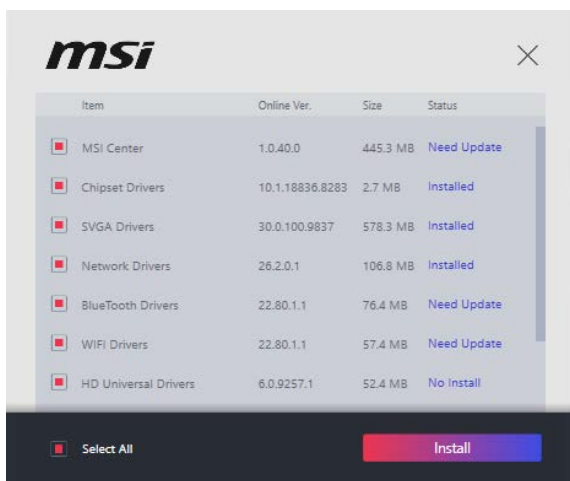 msi
Item Online Ver. Size Status
MSI Center 1.0.40.0 445.3 MB Need Update
Chipset Drivers 10.1.18836.8283 2.7 MB Installed
SVGA Drivers 30.0.100.9837 578.3 MB Installed
Network Drivers 26.2.0.1 106.8 MB Installed
BlueTooth Drivers 22.80.1.1 76.4 MB Need Update
WIFI Drivers 22.80.1.1 57.4 MB Need Update
HD Universal Drivers 6.0.9257.1 52.4 MB No Install
Select All Install